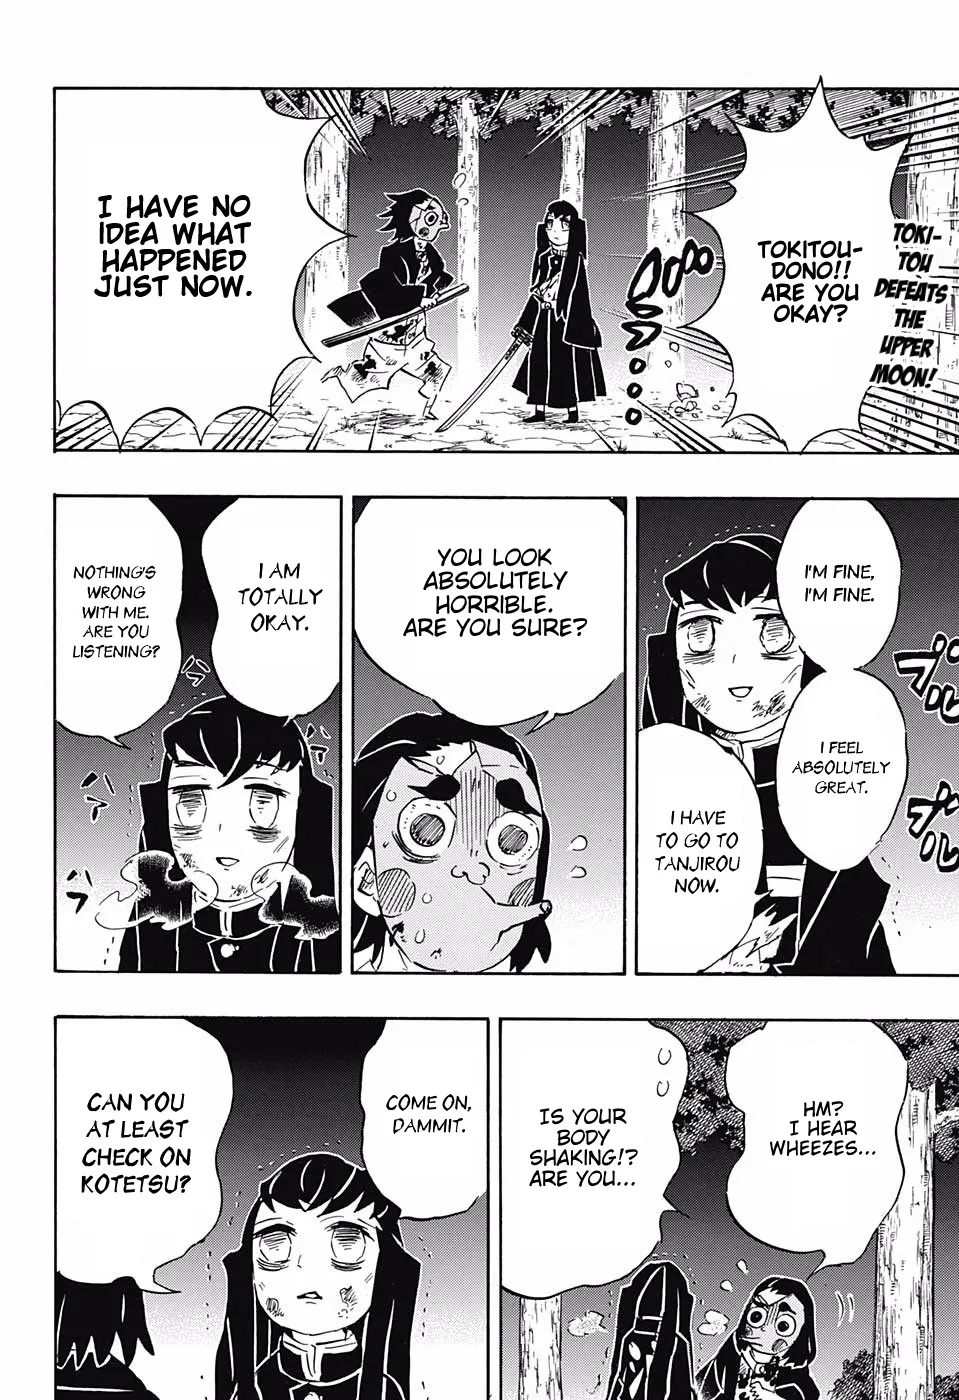 TOKI-
TOU
DEFEATS
THE
UPPER
MOON!
TOKITOU-
DONO!!
ARE YOU
OKAY?
I HAVE NO
IDEA WHAT
HAPPENED
JUST NOW.
I'M FINE,
I'M FINE.
I FEEL
ABSOLUTELY
GREAT.
I HAVE
TO GO TO
TANJIROU
NOW.
YOU LOOK
ABSOLUTELY
HORRIBLE.
ARE YOU SURE?
I AM
TOTALLY
OKAY.
NOTHING'S
WRONG
WITH ME.
ARE YOU
LISTENING?
HM?
I HEAR
WHEEZES...
IS YOUR
BODY
SHAKING!?
ARE YOU...
COME ON,
DAMMIT.
CAN YOU
AT LEAST
CHECK ON
KOTETSU?